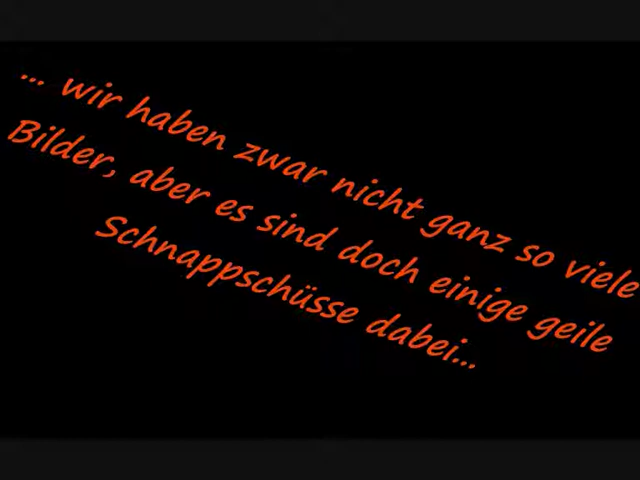 ... wir haben zwar nicht ganz so viele
Bilder, aber es sind doch einige geile
Schnappschüsse dabei...